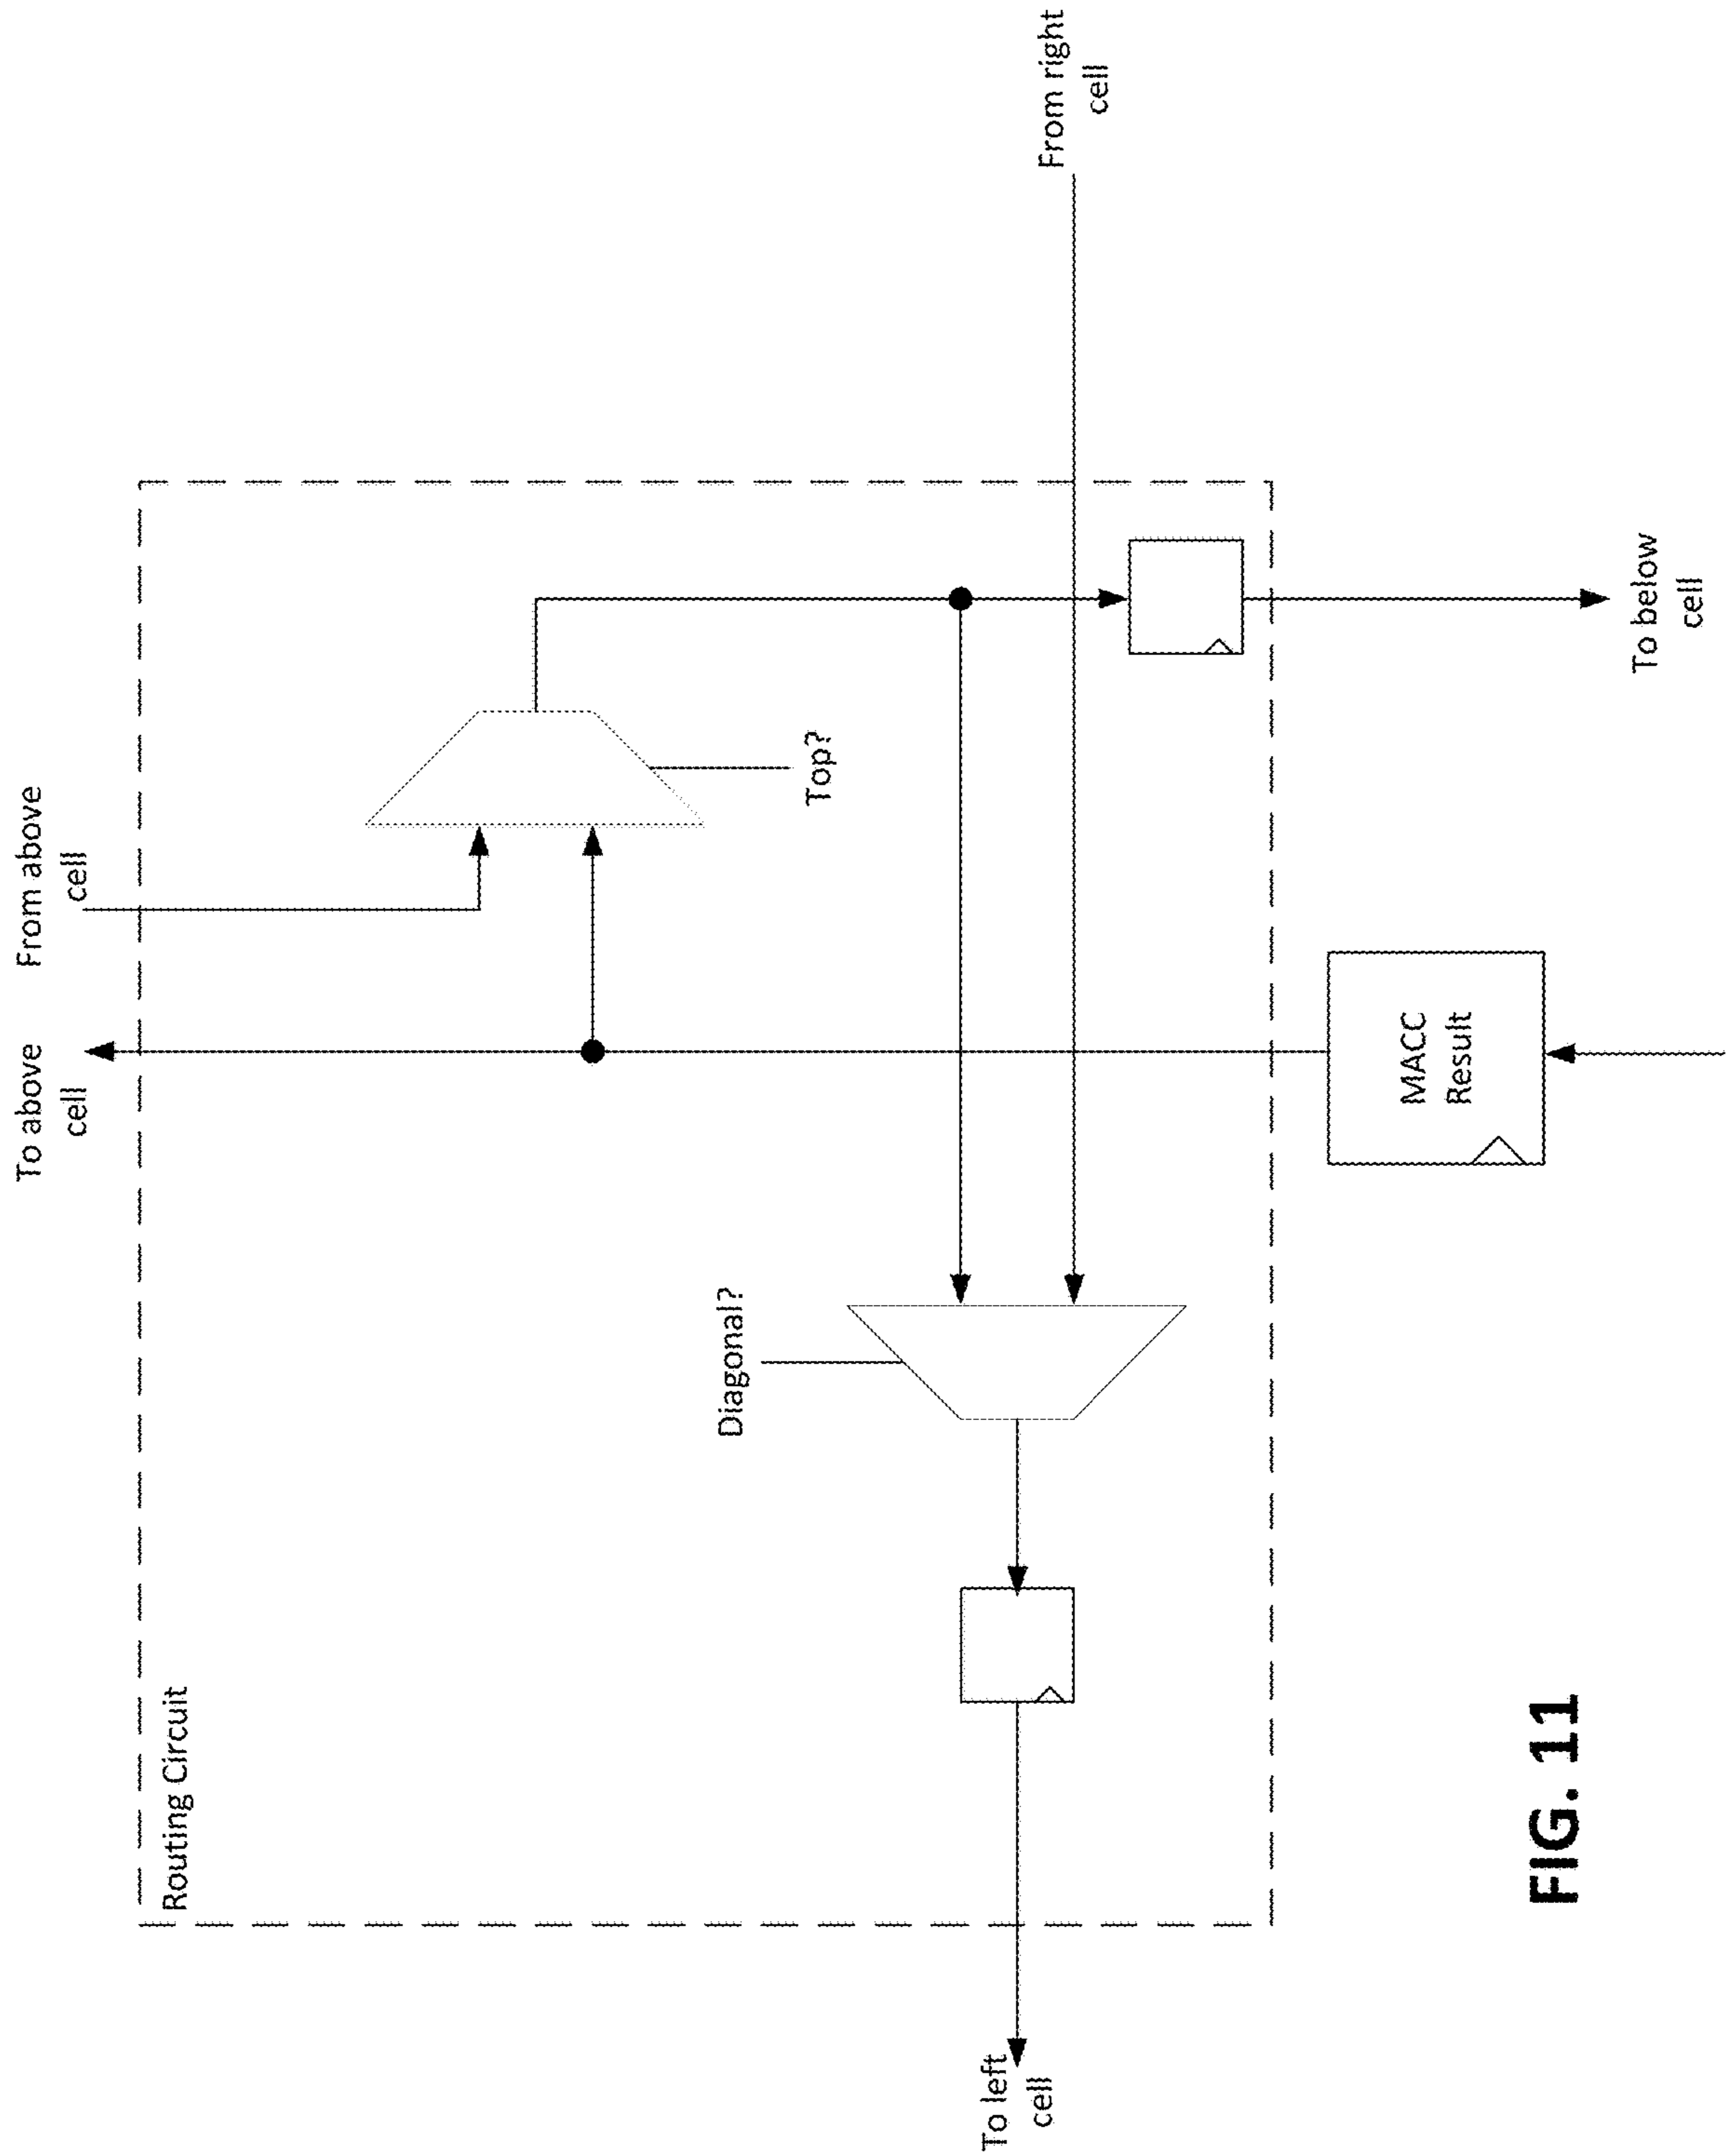 To above
cell
From above
cell
Routing Circuit
Diagonal?
Top?
From right
cell
To left
cell
MACC
Result
To below
cell
FIG. 11